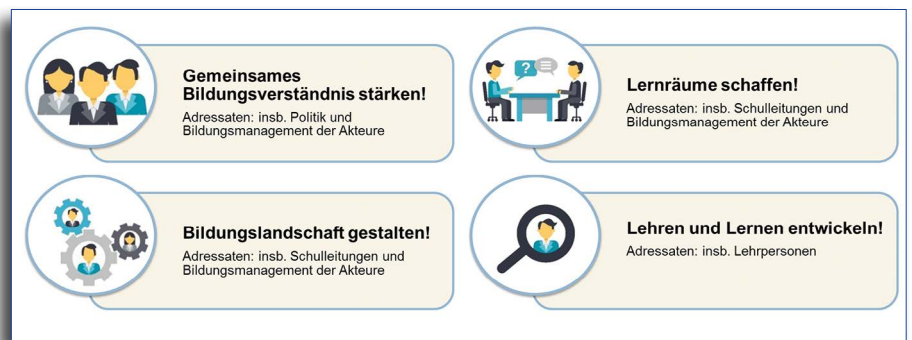 Gemeinsames
Bildungsverständnis stärken!
Adressaten: insb. Politik und
Bildungsmanagement der Akteure
Lernräume schaffen!
Adressaten: insb. Schulleitungen und
Bildungsmanagement der Akteure
Bildungslandschaft gestalten!
Adressaten: insb. Schulleitungen und
Bildungsmanagement der Akteure
Lehren und Lernen entwickeln!
Adressaten: insb. Lehrpersonen
?